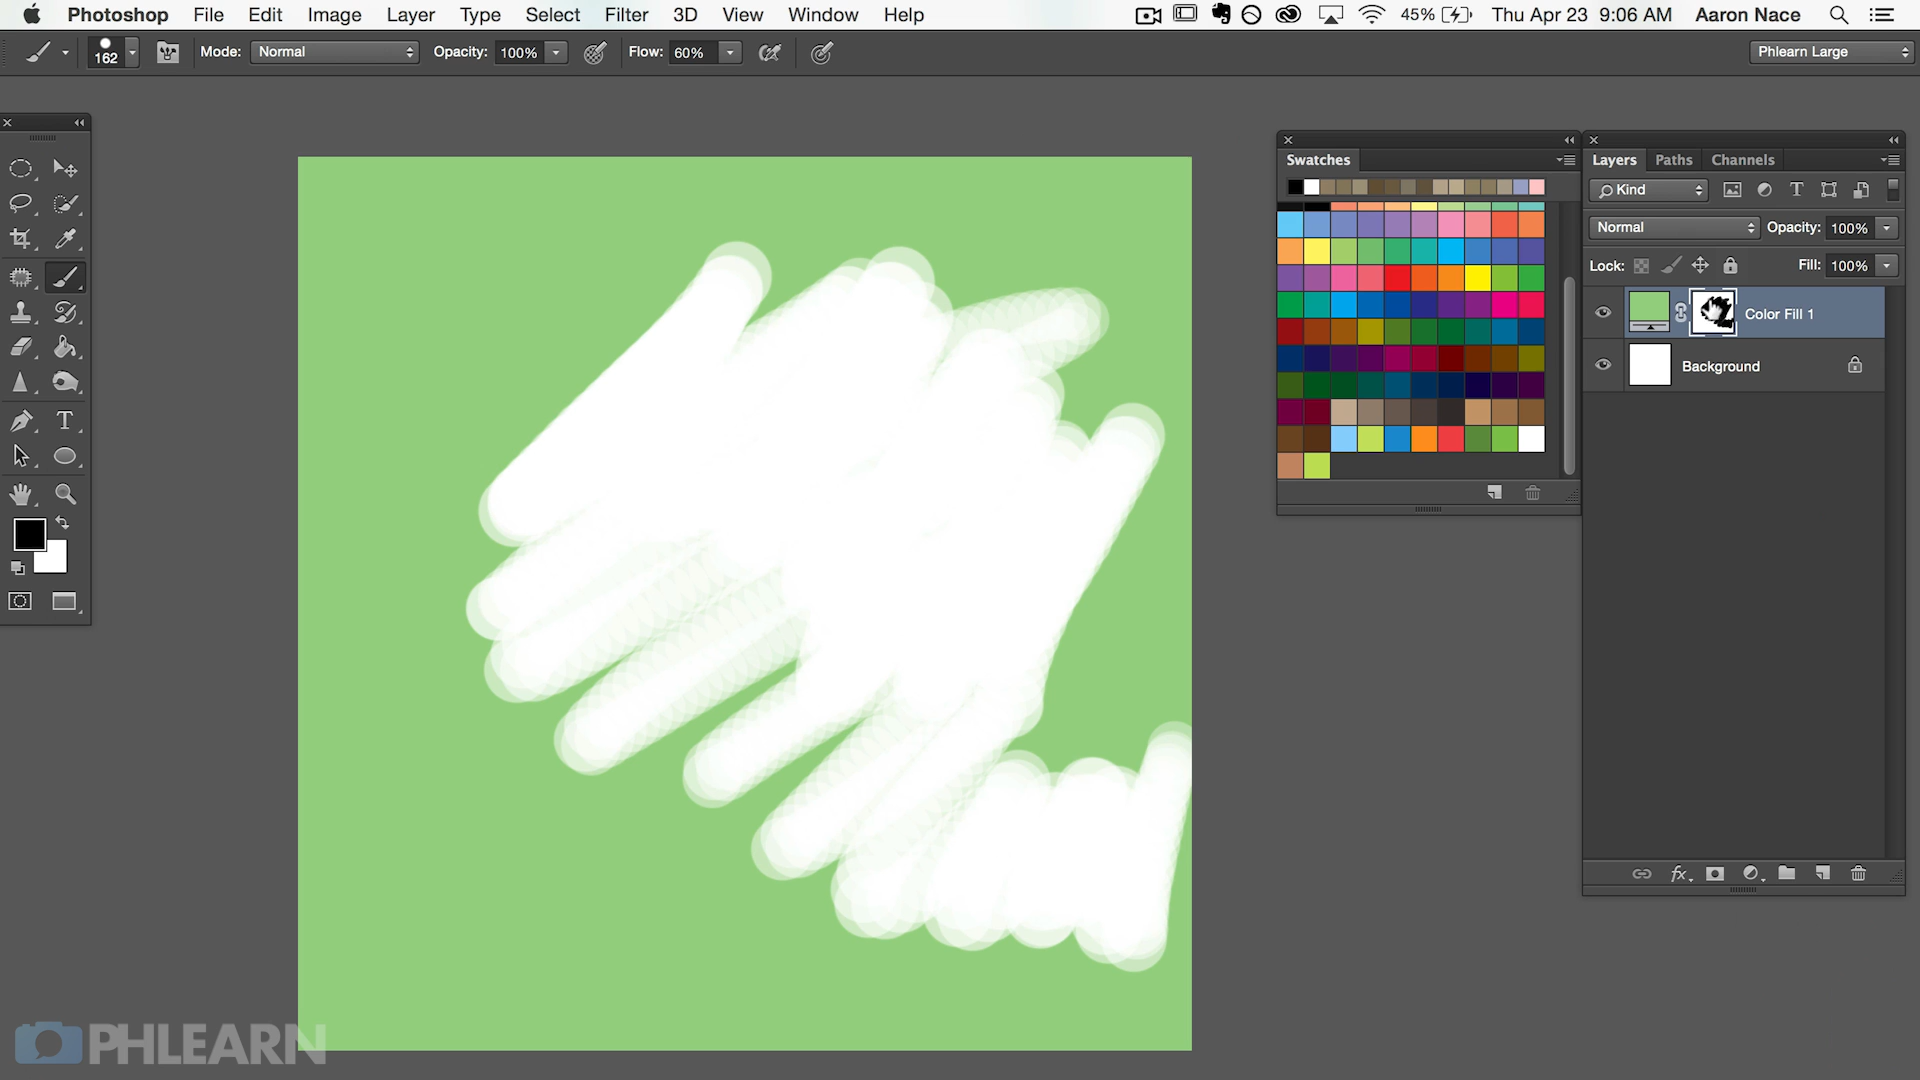 Photoshop File Edit Image Layer Type Select Filter 3D View Window Help 45% Thu Apr 23 9:06 AM Aaron Nace
162 Mode: Normal Opacity: 100% Flow: 60% Phlearn Large
Swatches
Layers Paths Channels
Kind
Normal Opacity: 100%
Lock: Fill: 100%
Color Fill 1
Background
T
fx
PHLEARN